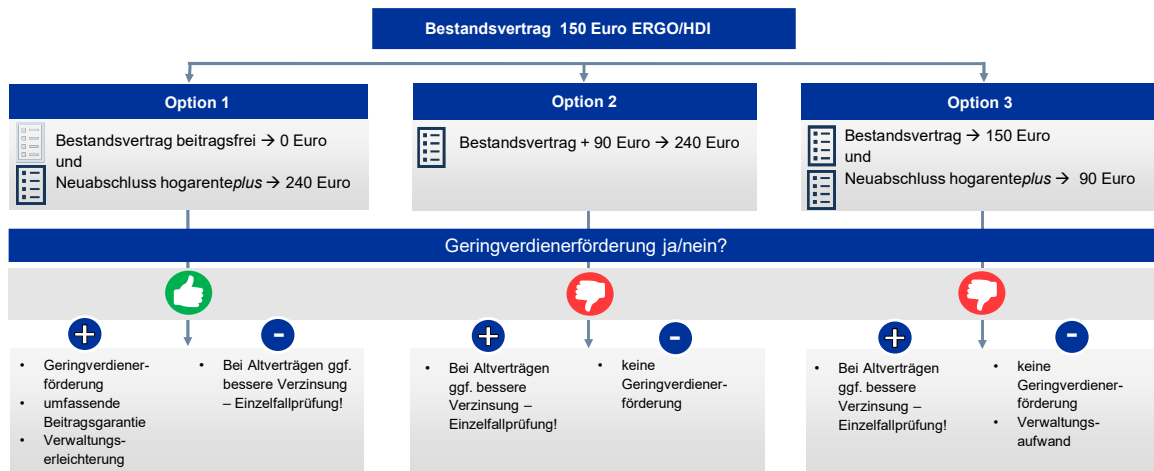 Bestandsvertrag 150 Euro ERGO/HDI
Option 1
Bestandsvertrag beitragsfrei → 0 Euro
und
Neuabschluss hogarenteplus → 240 Euro
Option 2
Bestandsvertrag + 90 Euro → 240 Euro
Option 3
Bestandsvertrag → 150 Euro
und
Neuabschluss hogarenteplus → 90 Euro
Geringverdienerförderung ja/nein?
+
• Geringverdiener-
förderung
• umfassende
Beitragsgarantie
• Verwaltungs-
erleichterung
-
• Bei Altverträgen ggf.
bessere Verzinsung
– Einzelfallprüfung!
+
• Bei Altverträgen
ggf. bessere
Verzinsung –
Einzelfallprüfung!
-
• keine
Geringverdiener-
förderung
+
• Bei Altverträgen
ggf. bessere
Verzinsung –
Einzelfallprüfung!
-
• keine
Geringverdiener-
förderung
• Verwaltungs-
aufwand